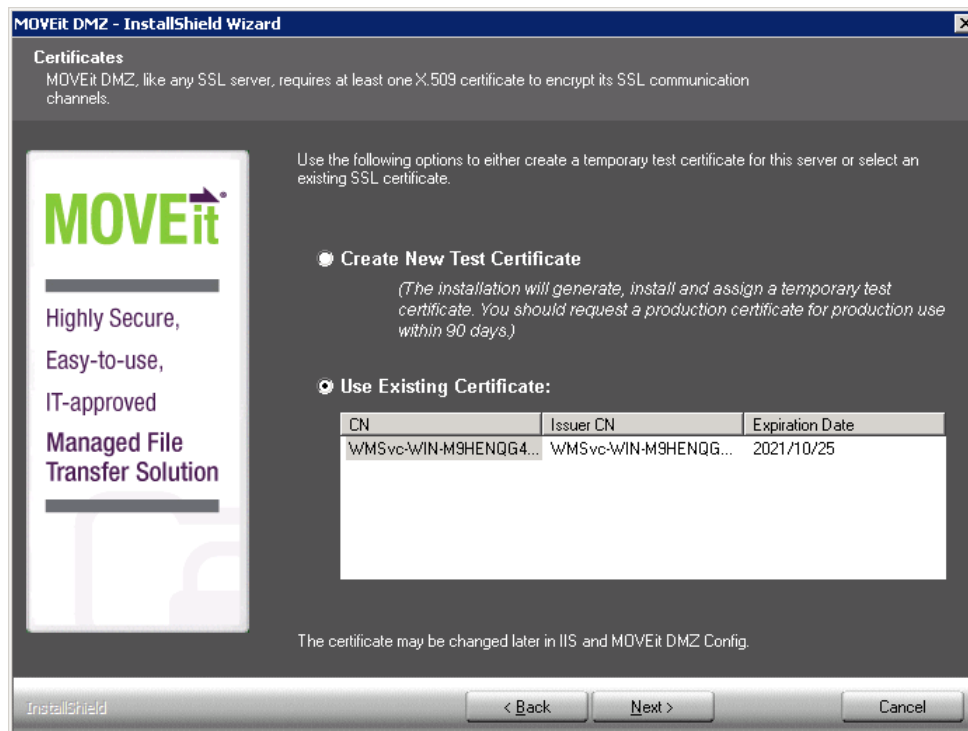 MOVEit DMZ - InstallShield Wizard
Certificates
MOVEit DMZ, like any SSL server, requires at least one X.509 certificate to encrypt its SSL communication
channels.
MOVEit
Highly Secure,
Easy-to-use,
IT-approved
Managed File
Transfer Solution
Use the following options to either create a temporary test certificate for this server or select an
existing SSL certificate.
Create New Test Certificate
(The installation will generate, install and assign a temporary test
certificate. You should request a production certificate for production use
within 90 days.)
Use Existing Certificate:
CN Issuer CN Expiration Date
WMSvc-WIN-M9HENQG4... WMSvc-WIN-M9HENQG... 2021/10/25
The certificate may be changed later in IIS and MOVEit DMZ Config.
InstallShield
< Back Next > Cancel